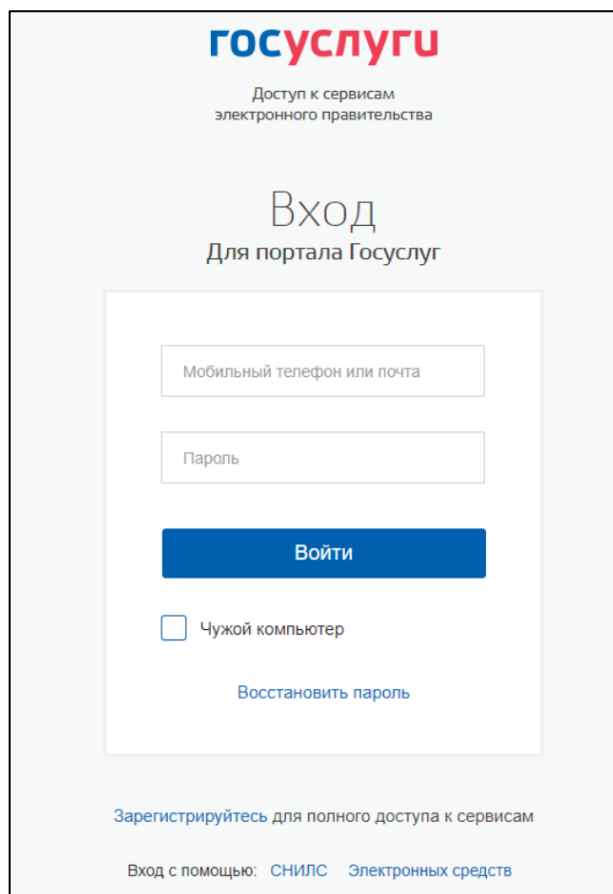 госуслуги
Доступ к сервисам
электронного правительства
Вход
Для портала Госуслуг
Мобильный телефон или почта
Пароль
Войти
Чужой компьютер
Восстановить пароль
Зарегистрируйтесь для полного доступа к сервисам
Вход с помощью: СНИЛС Электронных средств